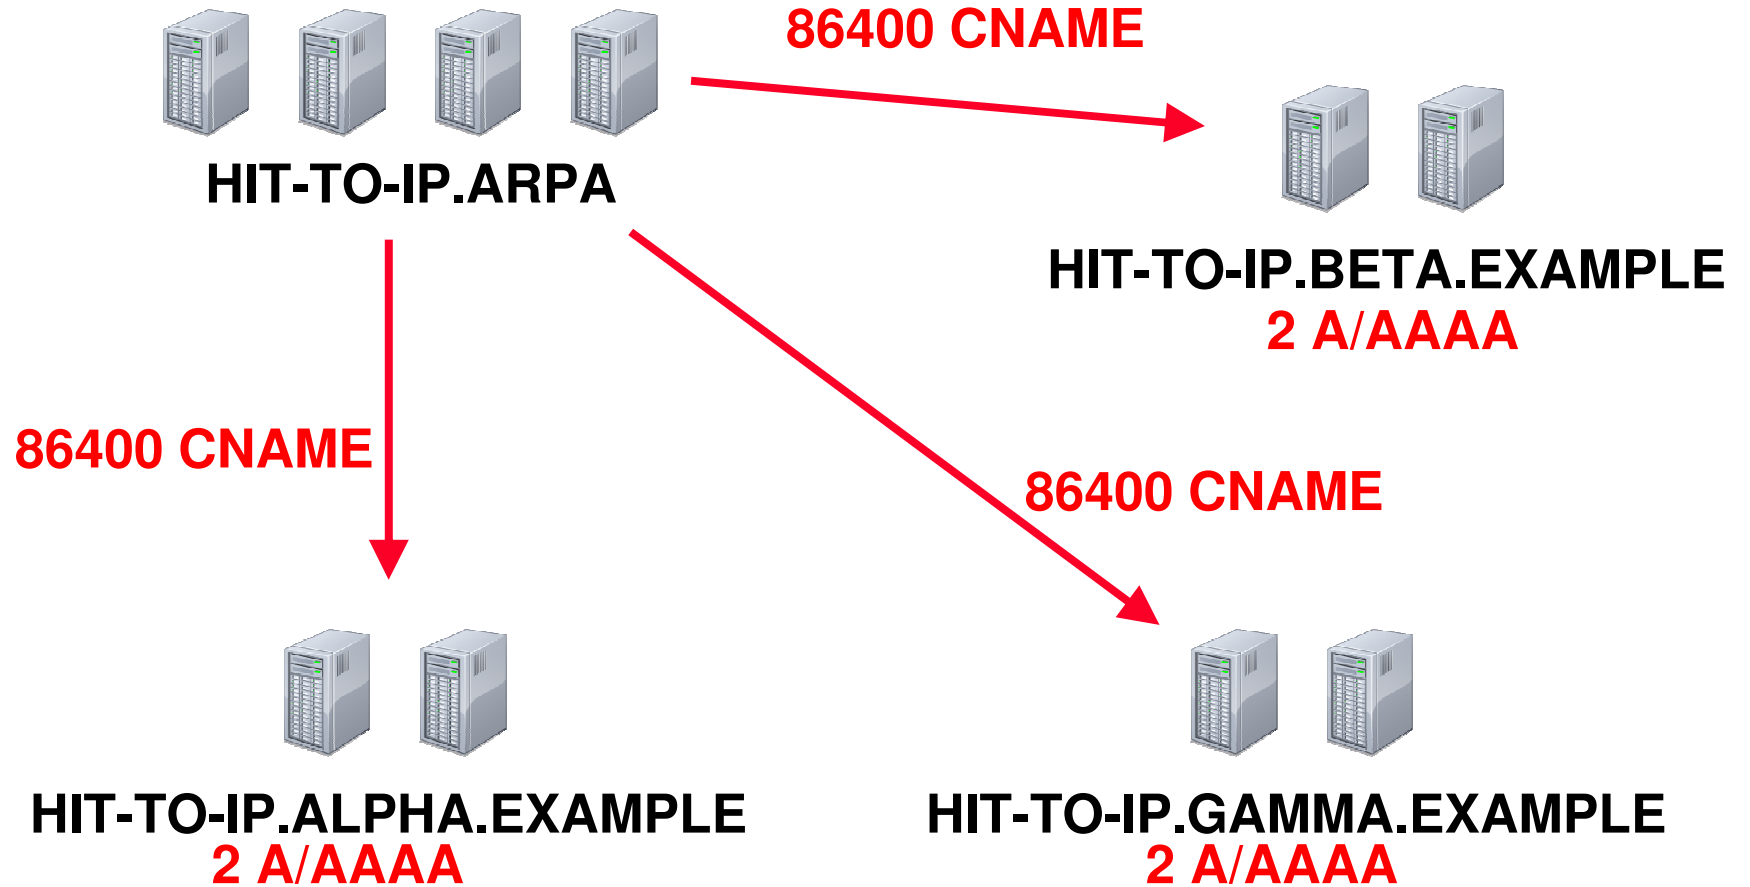 86400 CNAME
HIT-TO-IP.ARPA
HIT-TO-IP.BETA.EXAMPLE
2 A/AAAA
86400 CNAME
86400 CNAME
HIT-TO-IP.ALPHA.EXAMPLE
2 A/AAAA
HIT-TO-IP.GAMMA.EXAMPLE
2 A/AAAA